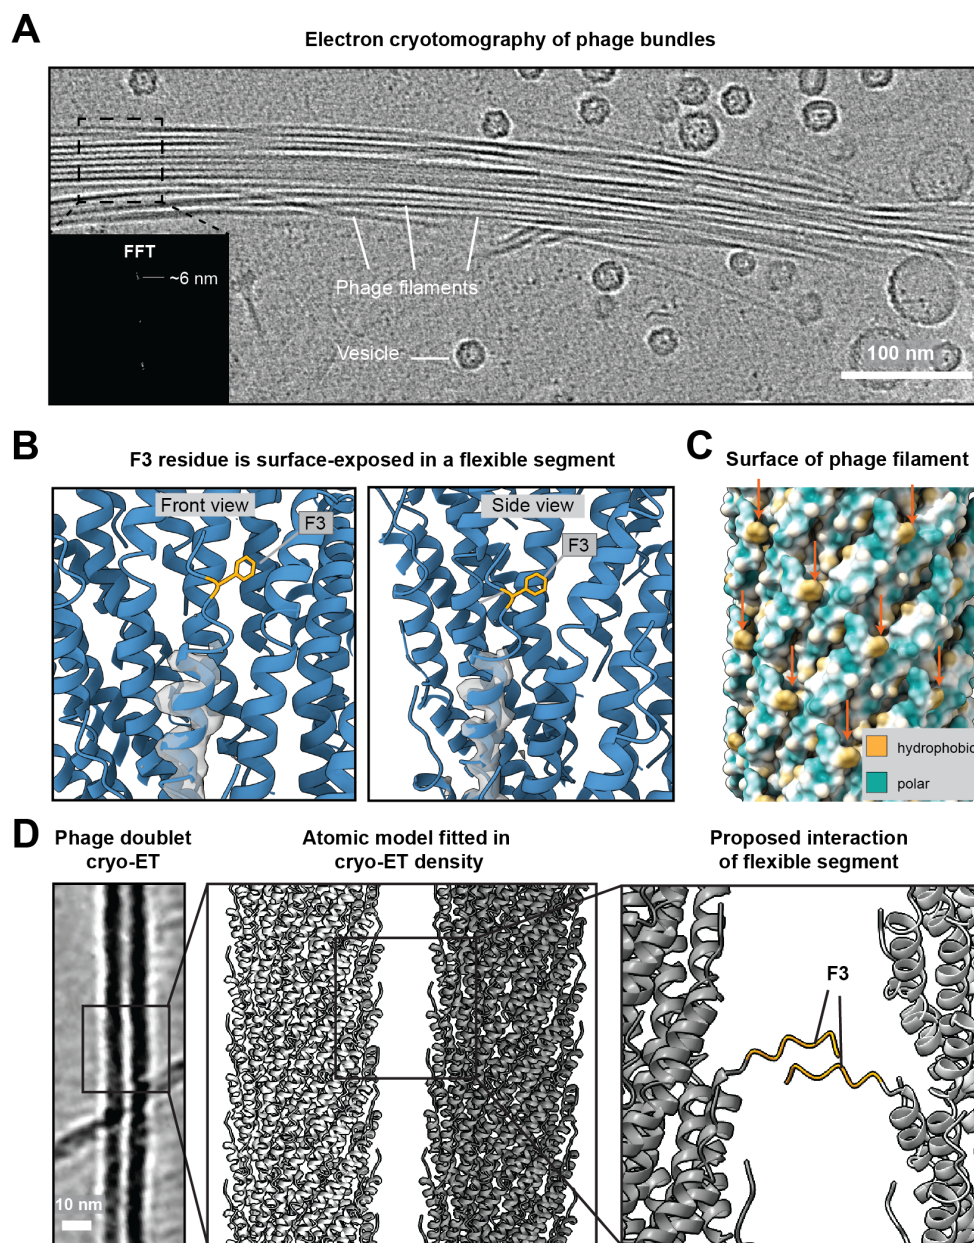 A
Electron cryotomography of phage bundles
FFT
~6 nm
Phage filaments
Vesicle
100 nm
B
F3 residue is surface-exposed in a flexible segment
Front view
F3
Side view
F3
C
Surface of phage filament
hydrophobic
polar
D
Phage doublet
cryo-ET
10 nm
Atomic model fitted in
cryo-ET density
Proposed interaction
of flexible segment
F3